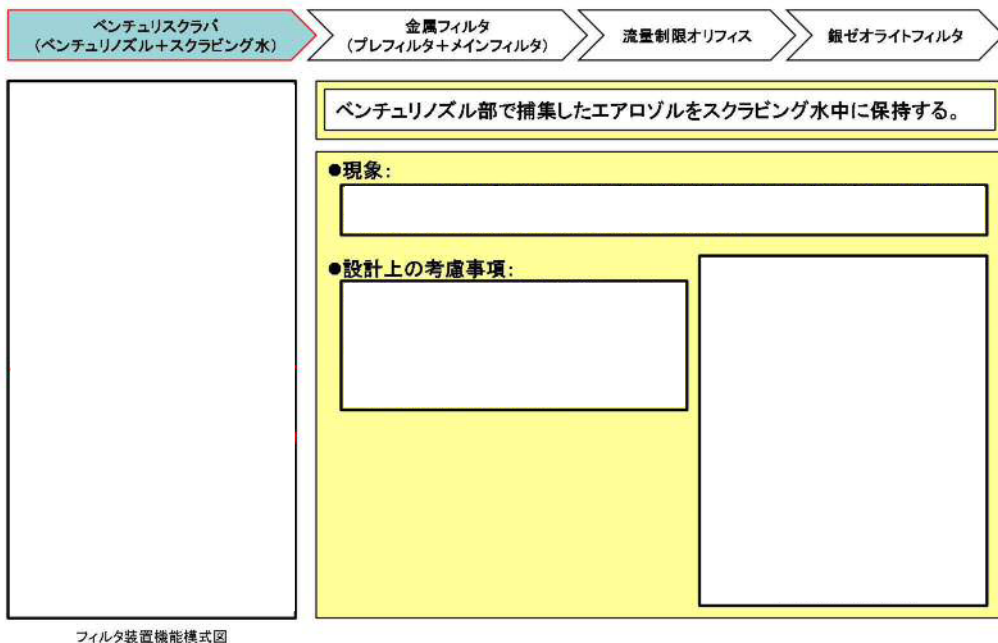 ベンチュリスクラバ
(ベンチュリノズル+スクラビング水)
金属フィルタ
(プレフィルタ+メインフィルタ)
流量制限オリフィス
銀ゼオライトフィルタ
ベンチュリノズル部で捕集したエアロゾルをスクラビング水中に保持する。
●現象:
●設計上の考慮事項:
フィルタ装置機能模式図